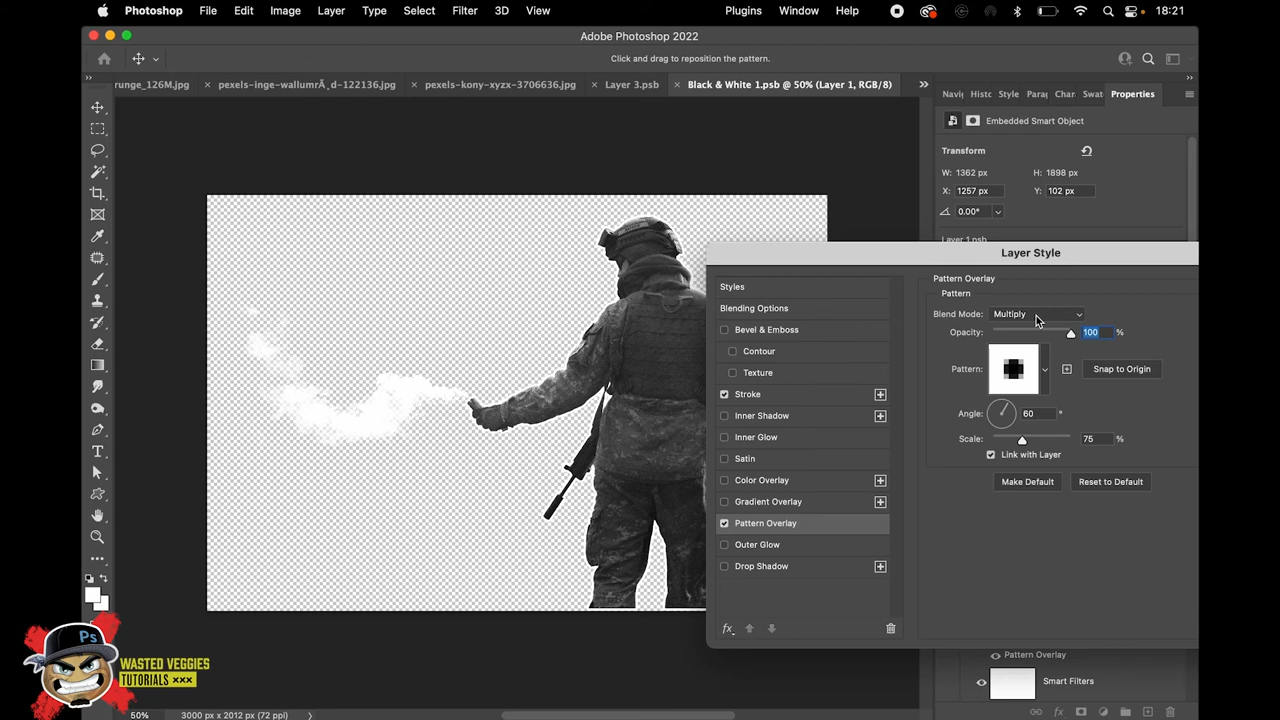 Photoshop File Edit Image Layer Type Select Filter 3D View Plugins Window Help 18:21
Adobe Photoshop 2022
Click and drag to reposition the pattern.
runge_126M.jpg × pexels-inge-wallumrÃ¸d-122136.jpg × pexels-kony-xyzx-3706636.jpg × Layer 3.psb × Black & White 1.psb @ 50% (Layer 1, RGB/8)
Navig Histc Style Para Char Swat Properties
Embedded Smart Object
Transform
W: 1362 px H: 1898 px
X: 1257 px Y: 102 px
0.00°
Layer 1.psb
Layer Style
Styles
Blending Options
Bevel & Emboss
Contour
Texture
Stroke
Inner Shadow
Inner Glow
Satin
Color Overlay
Gradient Overlay
Pattern Overlay
Outer Glow
Drop Shadow
fx
Pattern Overlay
Pattern
Blend Mode: Multiply
Opacity: 100 %
Pattern: Snap to Origin
Angle: 60 °
Scale: 75 %
Link with Layer
Make Default Reset to Default
Pattern Overlay
Smart Filters
fx
Ps
WASTED VEGGIES
TUTORIALS ×××
50% 3000 px x 2012 px (72 ppi)